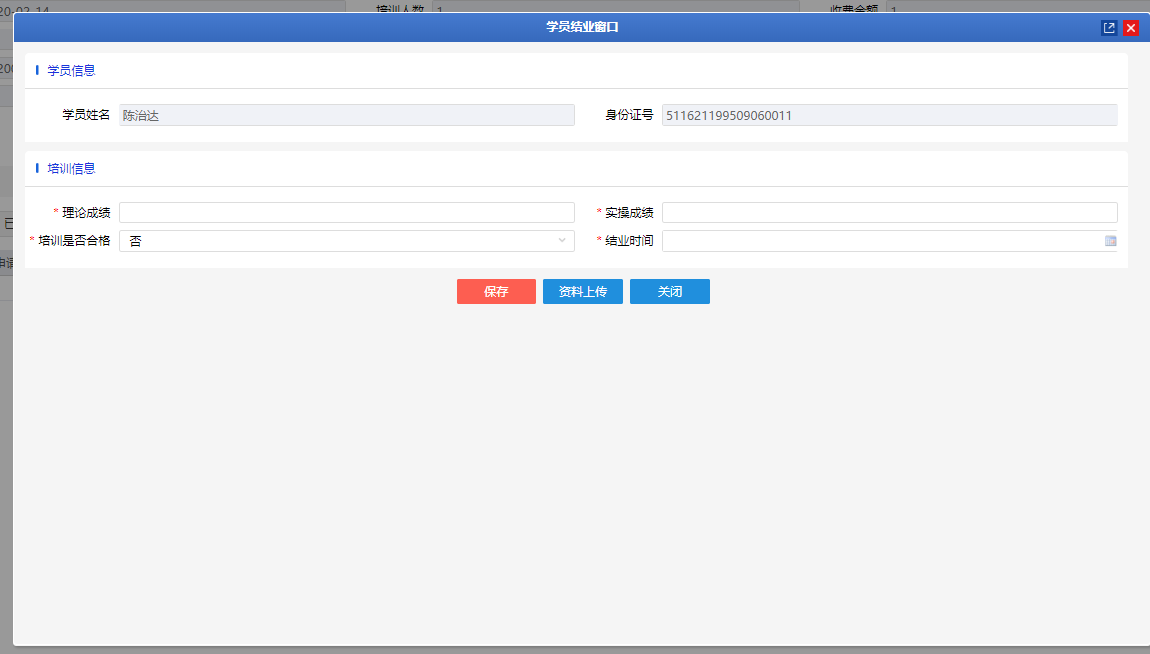 20-02-14 培训人数 1 收费金额 1
学员结业窗口
学员信息
学员姓名 陈治达 身份证号 511621199509060011
培训信息
* 理论成绩 * 实操成绩
* 培训是否合格 否 * 结业时间
保存 资料上传 关闭